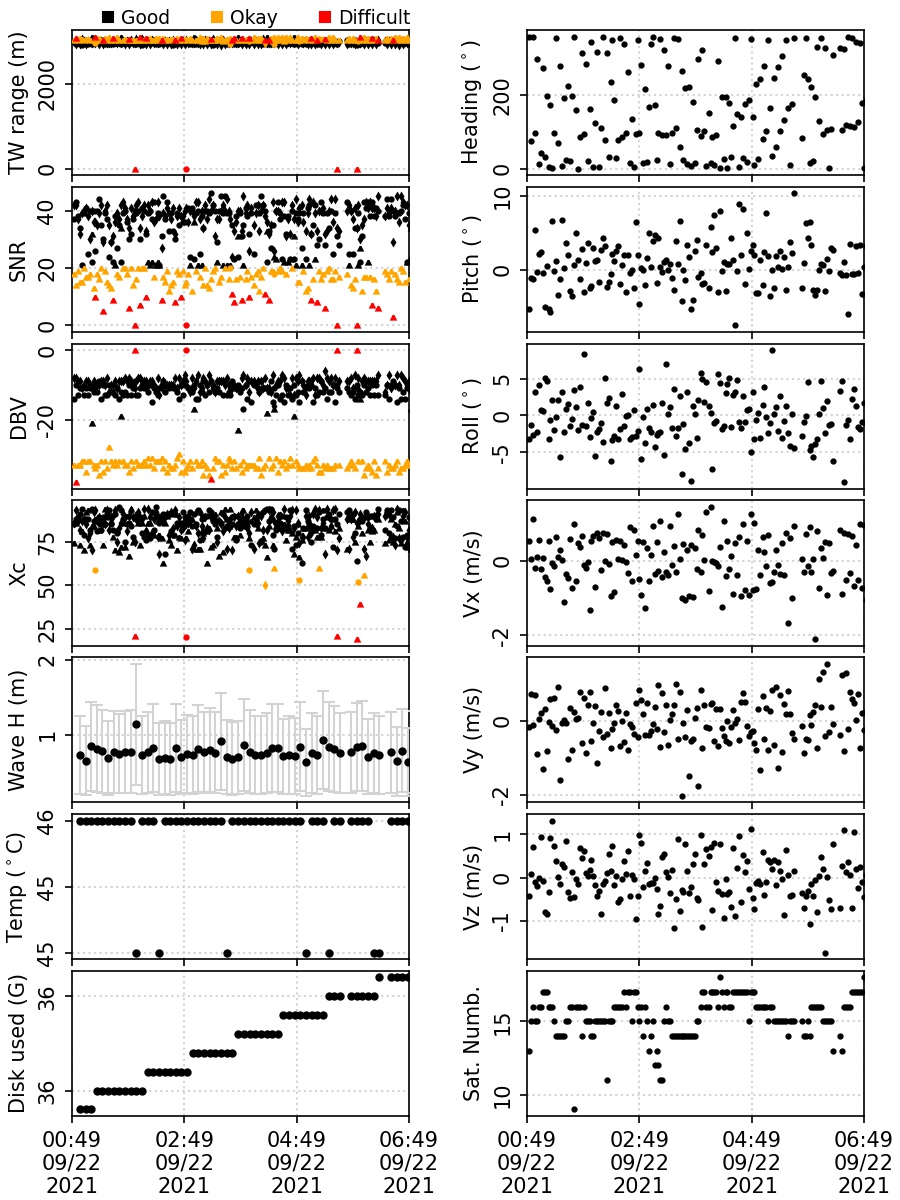 Good Okay Difficult
TW range (m)
2000
0
Heading (°)
200
0
SNR
40
20
0
Pitch (°)
10
0
DBV
0
-20
Roll (°)
5
0
-5
Xc
75
50
25
Vx (m/s)
0
-2
Wave H (m)
2
1
Vy (m/s)
0
-2
Temp (°C)
46
45
45
Vz (m/s)
1
0
-1
Disk used (G)
36
36
Sat. Numb.
15
10
00:49 02:49 04:49 06:49 00:49 02:49 04:49 06:49
09/22 09/22 09/22 09/22 09/22 09/22 09/22 09/22
2021 2021 2021 2021 2021 2021 2021 2021